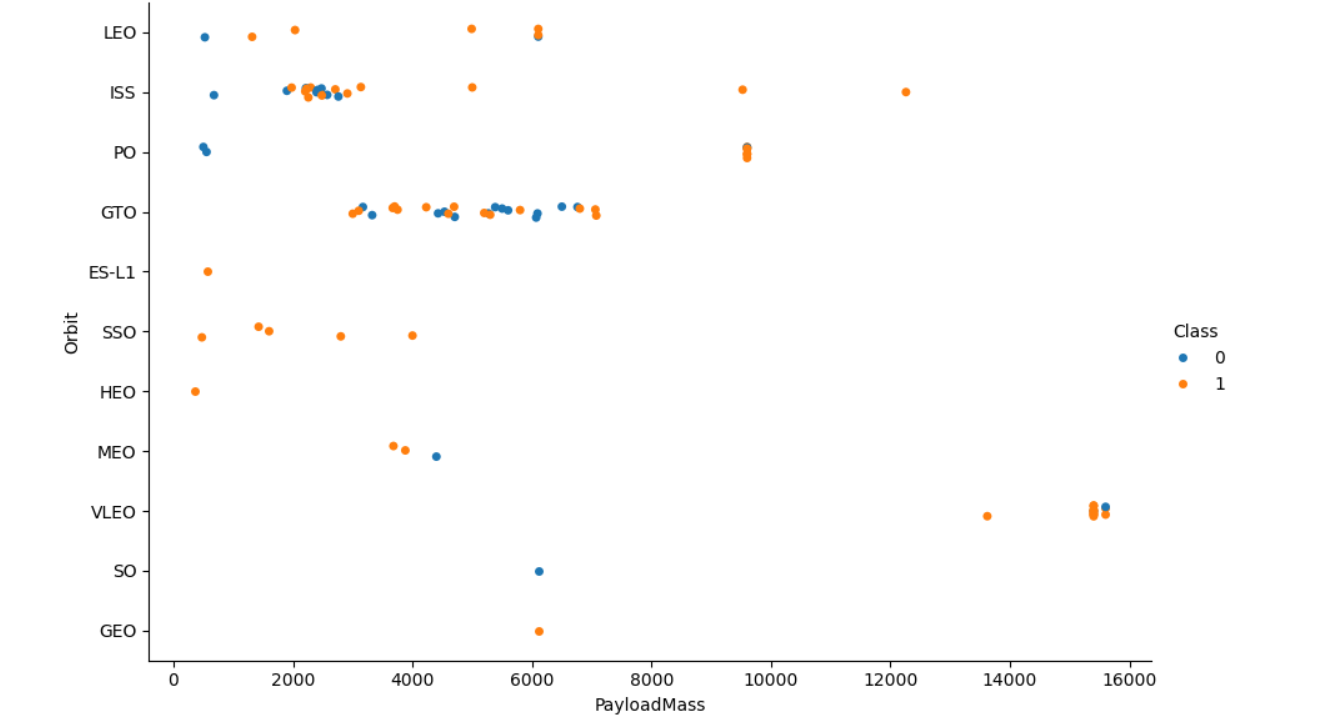 LEO
ISS
PO
GTO
ES-L1
SSO
HEO
MEO
VLEO
SO
GEO
Orbit
0 2000 4000 6000 8000 10000 12000 14000 16000
PayloadMass
Class
0
1